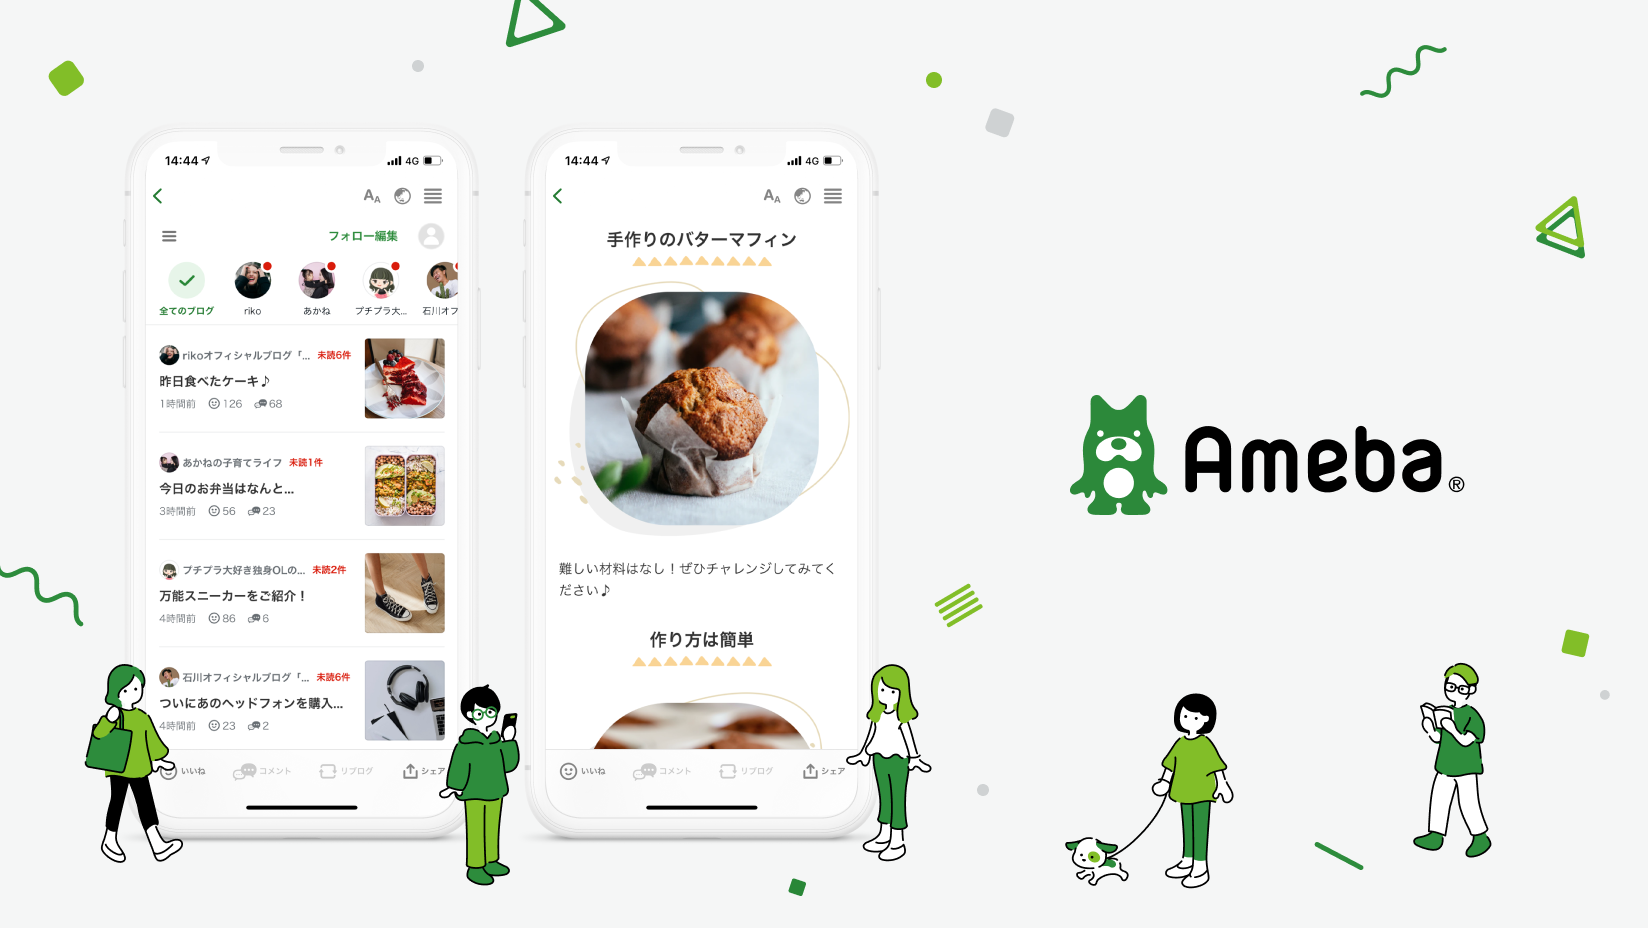 14:44
4G
AA
フォロー編集
全てのブログ
riko
あかね
プチプラ大...
石川オフ
rikoオフィシャルブログ「... 未読6件
昨日食べたケーキ♪
1時間前 126 68
あかねの子育てライフ 未読1件
今日のお弁当はなんと...
3時間前 56 23
プチプラ大好き独身OLの... 未読2件
万能スニーカーをご紹介！
4時間前 86 6
石川オフィシャルブログ「... 未読6件
ついにあのヘッドフォンを購入...
4時間前 23 2
いいね コメント リブログ シェア
14:44
4G
AA
手作りのバターマフィン
難しい材料はなし！ぜひチャレンジしてみてく
ださい♪
作り方は簡単
いいね コメント リブログ シェア
Ameba®